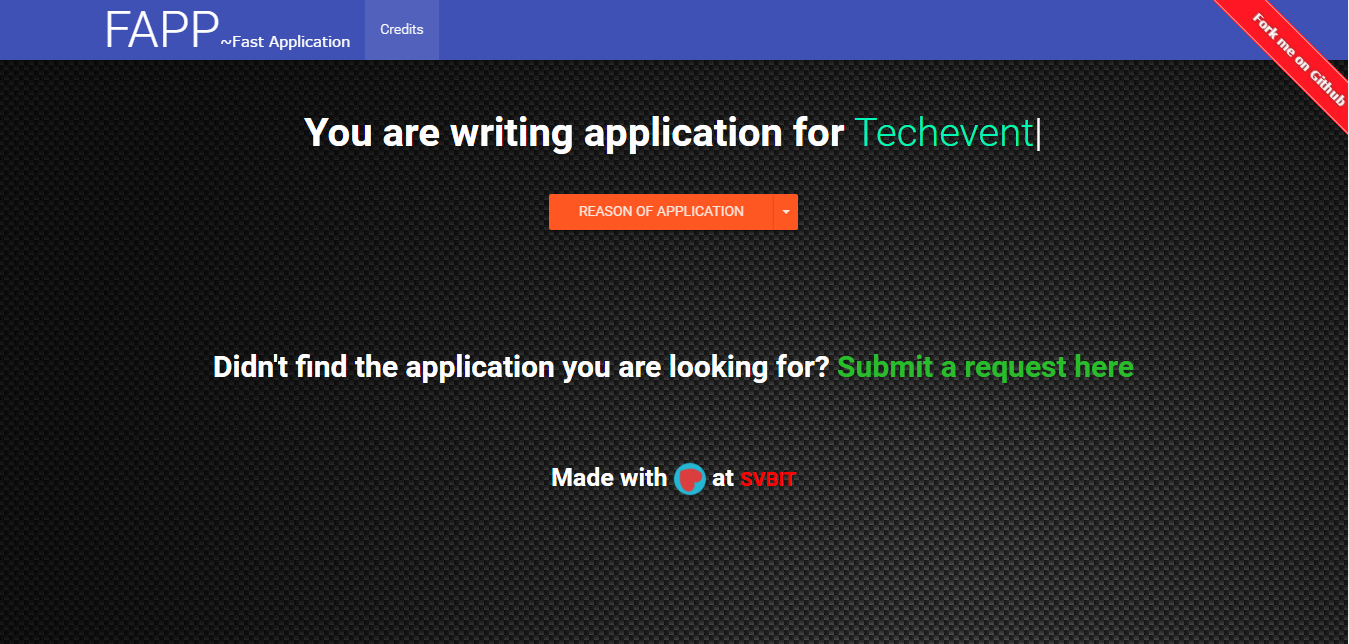 FAPP ~Fast Application
Credits
Fork me on Github
You are writing application for Techevent|
REASON OF APPLICATION
Didn't find the application you are looking for? Submit a request here
Made with at SVBIT